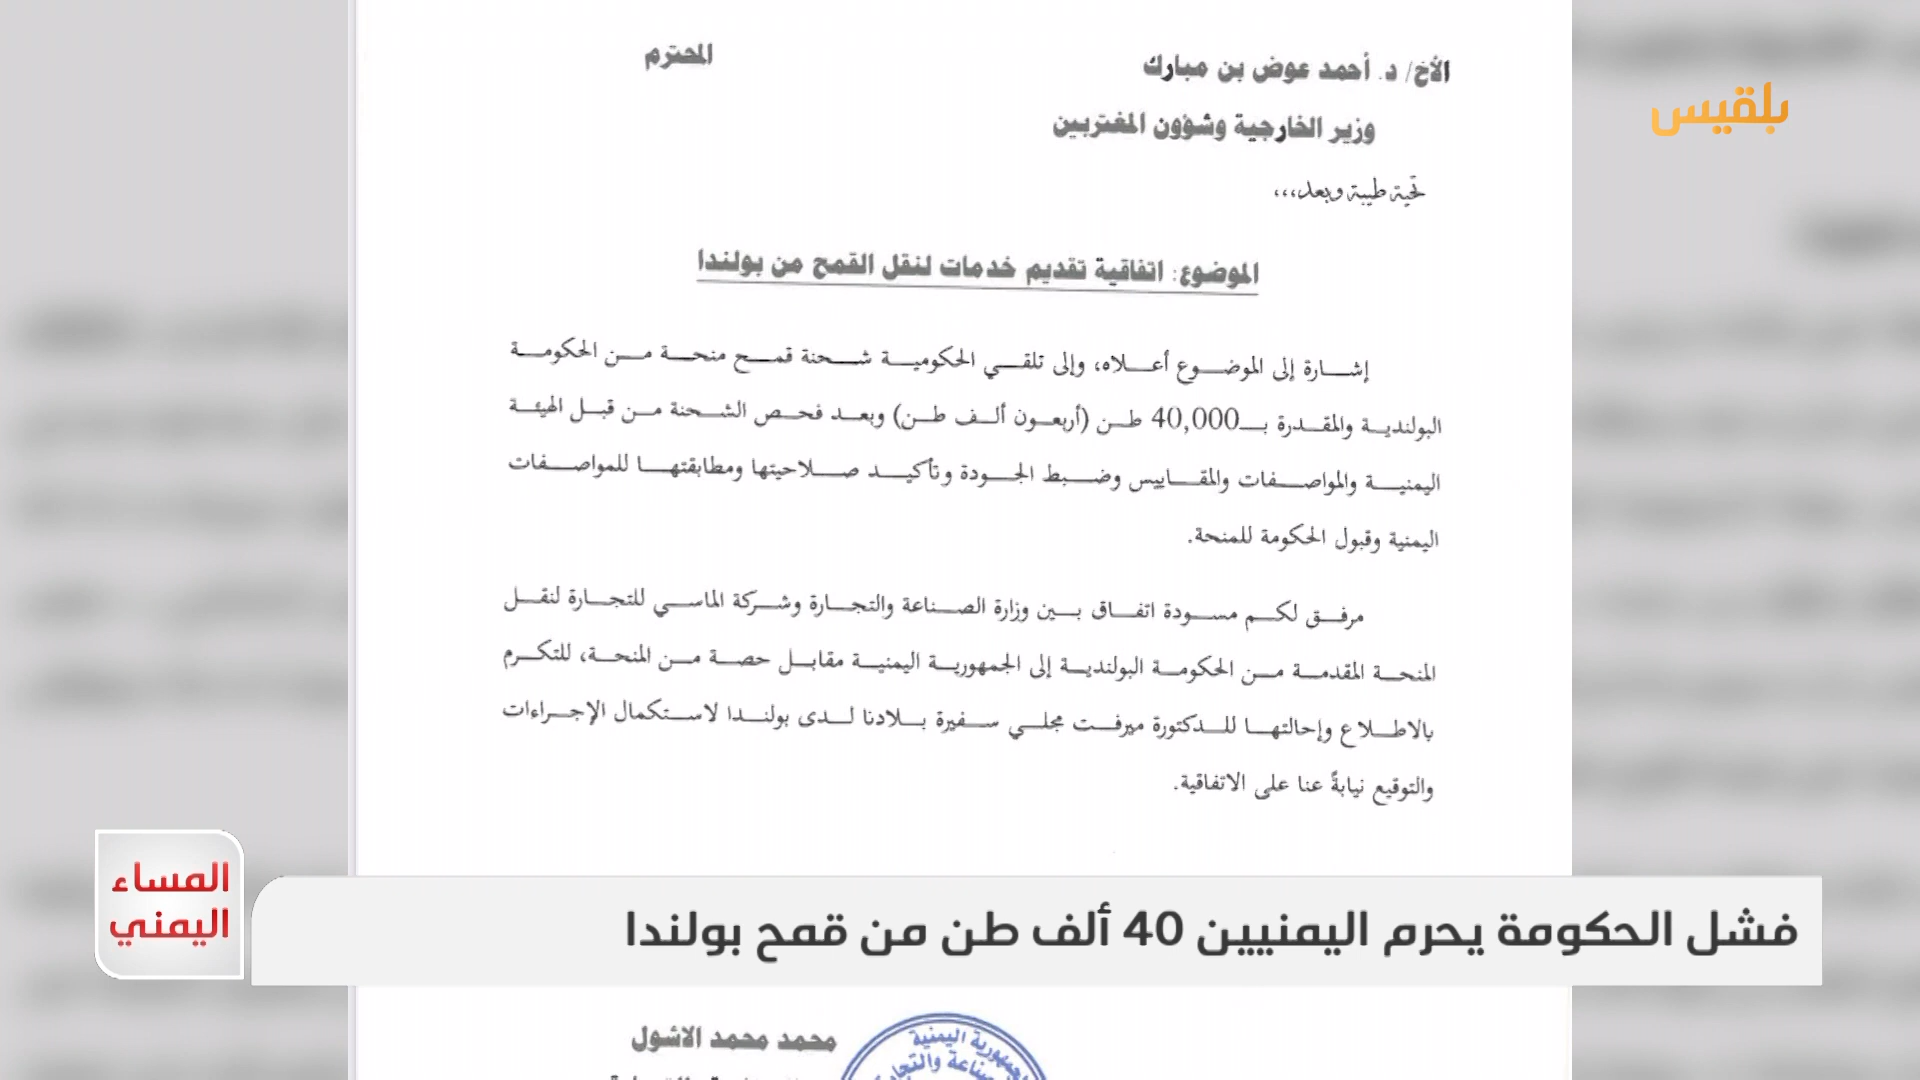 الأخ/ د. أحمد عوض بن مبارك المحترم
وزير الخارجية وشؤون المغتربين
بلقيس
تحية طيبة وبعد،،،
الموضوع: اتفاقية تقديم خدمات لنقل القمح من بولندا
إشارة إلى الموضوع أعلاه، وإلى تلقي الحكومية شحنة قمح منحة من الحكومة
البولندية والمقدرة بـ40,000 طن (أربعون ألف طن) وبعد فحص الشحنة من قبل الهيئة
اليمنية والمواصفات والمقاييس وضبط الجودة وتأكيد صلاحيتها ومطابقتها للمواصفات
اليمنية وقبول الحكومة للمنحة.
مرفق لكم مسودة اتفاق بين وزارة الصناعة والتجارة وشركة الماسي للتجارة لنقل
المنحة المقدمة من الحكومة البولندية إلى الجمهورية اليمنية مقابل حصة من المنحة، للتكرم
بالاطلاع وإحالتها للدكتورة ميرفت مجلي سفيرة بلادنا لدى بولندا لاستكمال الإجراءات
والتوقيع نيابةً عنا على الاتفاقية.
المساء
اليمني
فشل الحكومة يحرم اليمنيين 40 ألف طن من قمح بولندا
محمد محمد الاشول
الجمهورية اليمنية